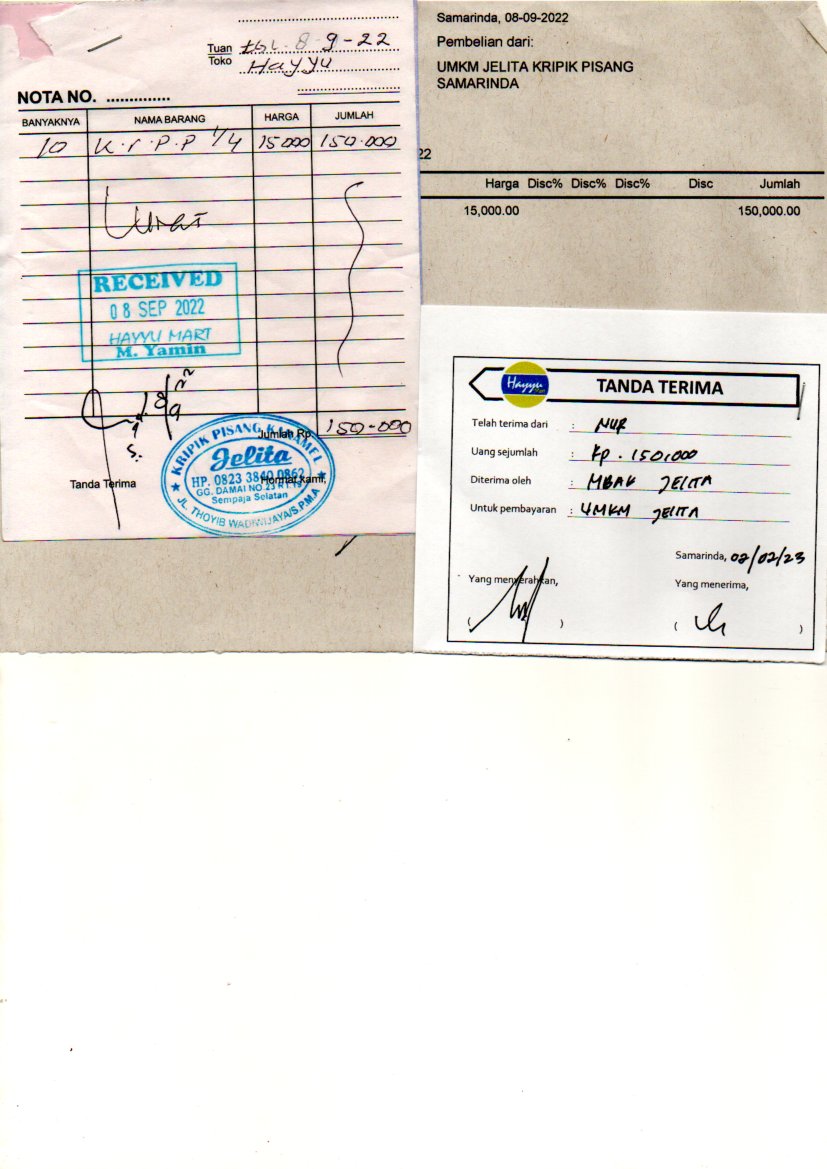 Tuan
Toko
tgl. 8-9-22
Hayyu
NOTA NO. ..............
BANYAKNYA NAMA BARANG HARGA JUMLAH
10 K.r.P.P 1/4 15000 150.000
RECEIVED
08 SEP 2022
HAYYU MART
M. Yamin
Jumlah Rp. 150.000
Tanda Terima
Hormat kami,
KRIPIK PISANG KARAMEL
Jelita
HP. 0823 3840 0862
GG. DAMAI NO.23 RT.19
Sempaja Selatan
JL. THOYIB HADIWIJAYA/S.P.M.A
Samarinda, 08-09-2022
Pembelian dari:
UMKM JELITA KRIPIK PISANG
SAMARINDA
22
Harga Disc% Disc% Disc% Disc Jumlah
15,000.00 150,000.00
Hayyu
TANDA TERIMA
Telah terima dari : NUR
Uang sejumlah : Rp. 150.000
Diterima oleh : MBAK JELITA
Untuk pembayaran : UMKM JELITA
Samarinda, 02/02/23
Yang menyerahkan, Yang menerima,
( ) ( )